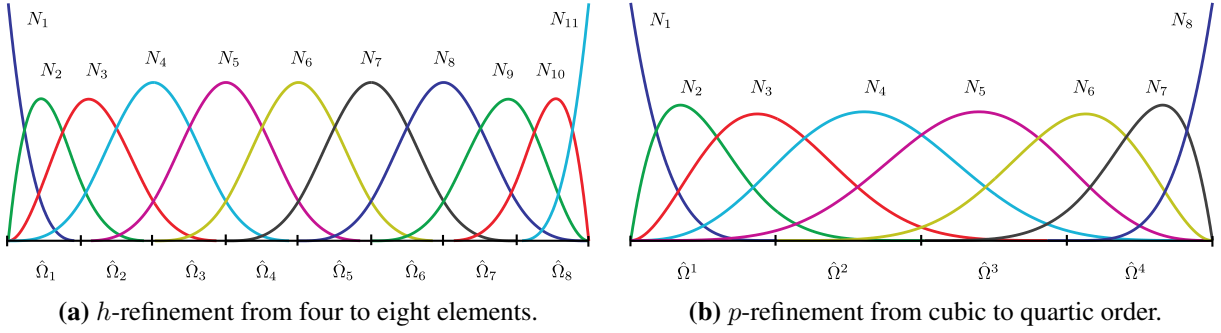 N₁ N₂ N₃ N₄ N₅ N₆ N₇ N₈ N₉ N₁₀ N₁₁
Ω̂₁ Ω̂₂ Ω̂₃ Ω̂₄ Ω̂₅ Ω̂₆ Ω̂₇ Ω̂₈
(a) h-refinement from four to eight elements.
N₁ N₂ N₃ N₄ N₅ N₆ N₇ N₈
Ω̂¹ Ω̂² Ω̂³ Ω̂⁴
(b) p-refinement from cubic to quartic order.